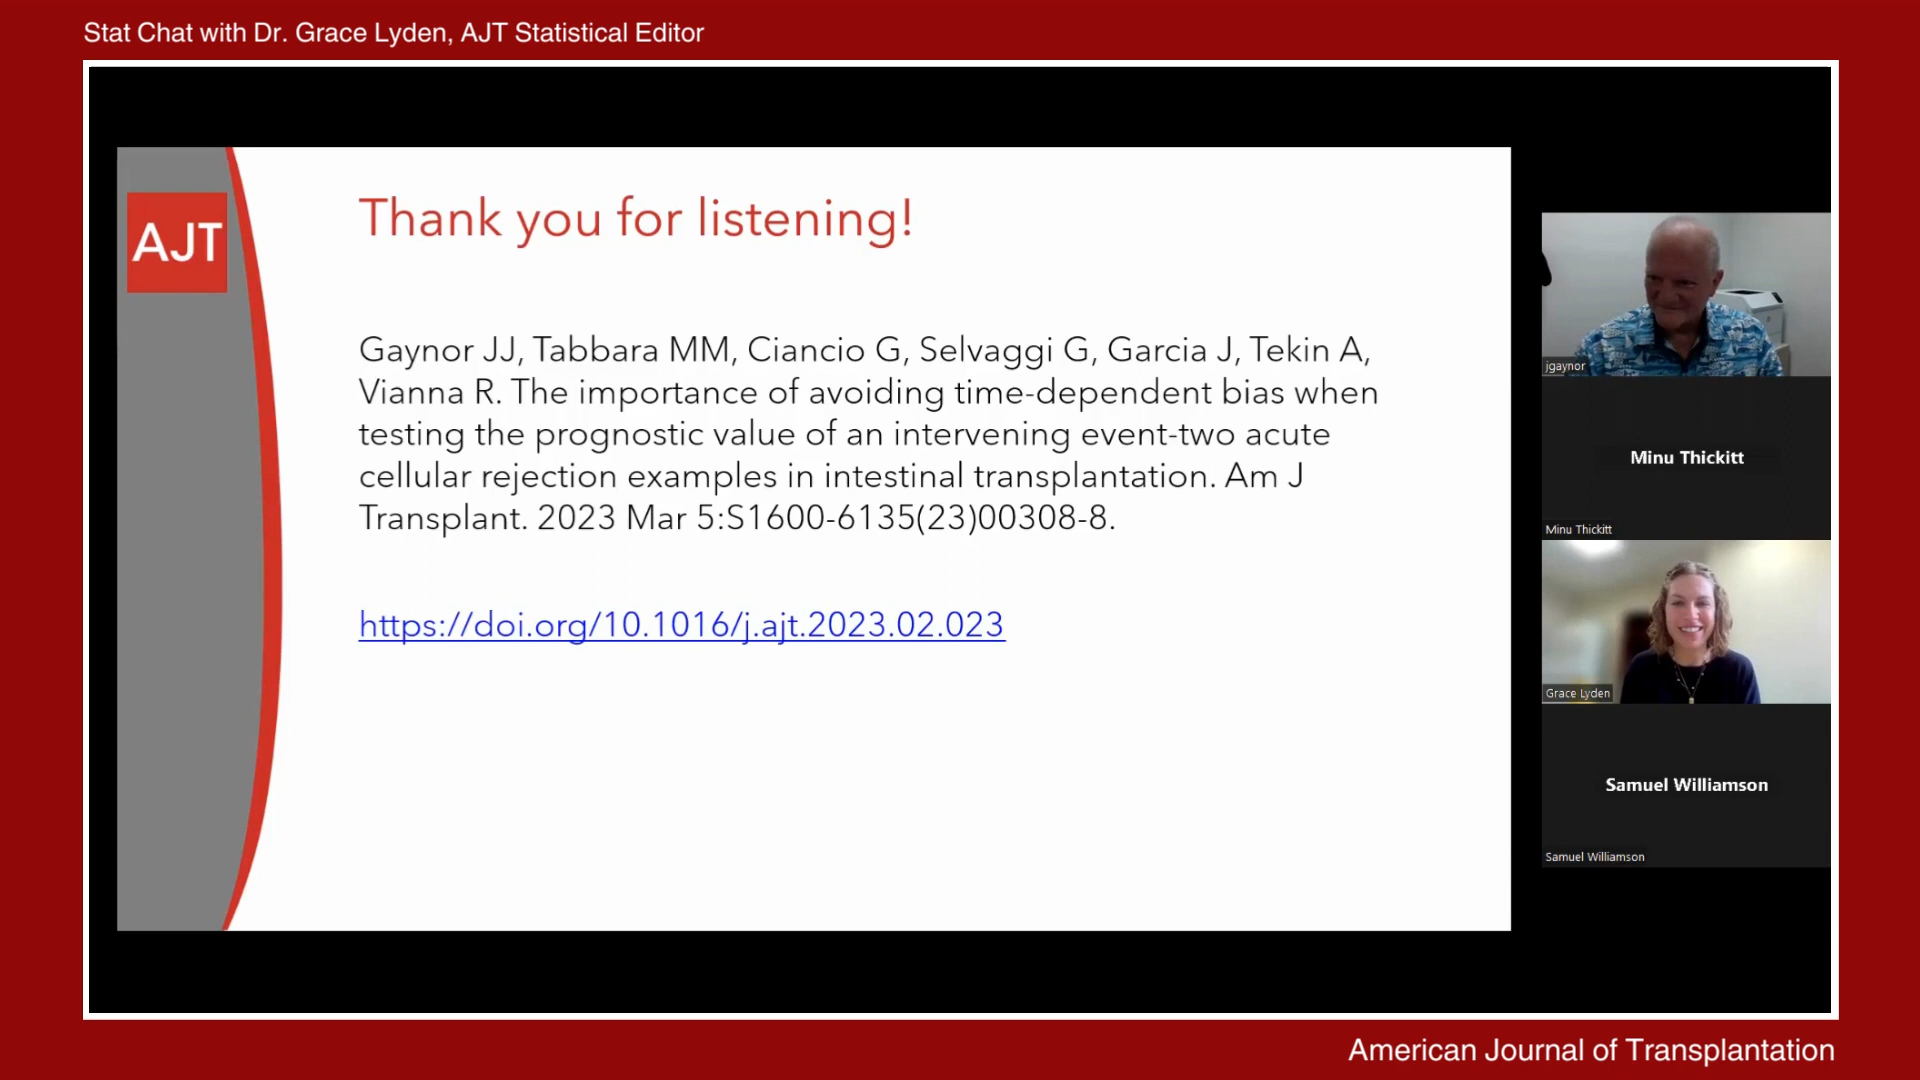 Stat Chat with Dr. Grace Lyden, AJT Statistical Editor
AJT
Thank you for listening!
Gaynor JJ, Tabbara MM, Ciancio G, Selvaggi G, Garcia J, Tekin A,
Vianna R. The importance of avoiding time-dependent bias when
testing the prognostic value of an intervening event-two acute
cellular rejection examples in intestinal transplantation. Am J
Transplant. 2023 Mar 5:S1600-6135(23)00308-8.
https://doi.org/10.1016/j.ajt.2023.02.023
jgaynor
Minu Thickitt
Minu Thickitt
Grace Lyden
Samuel Williamson
Samuel Williamson
American Journal of Transplantation